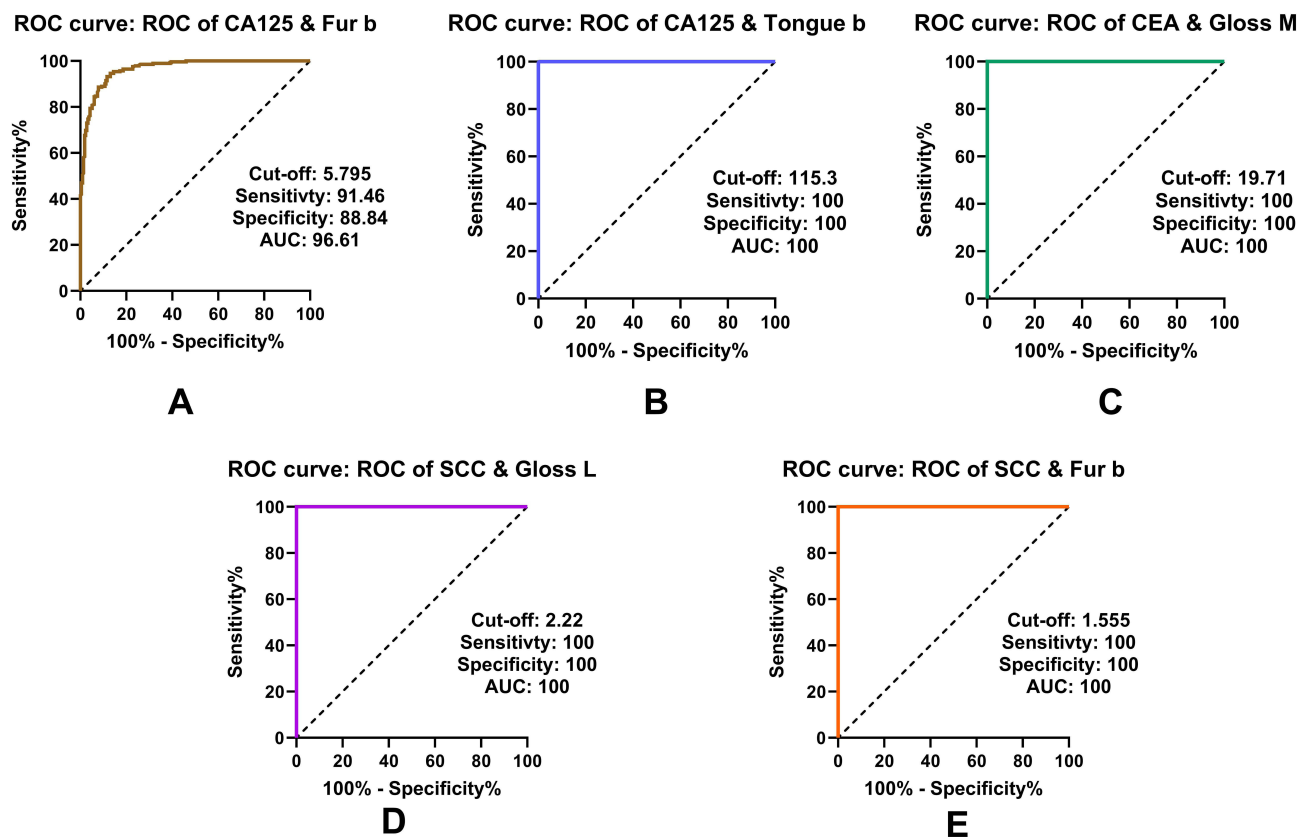 ROC curve: ROC of CA125 & Fur b
100
80
60
40
20
0
Sensitivity%
Cut-off: 5.795
Sensitivty: 91.46
Specificity: 88.84
AUC: 96.61
0 20 40 60 80 100
100% - Specificity%
A
ROC curve: ROC of CA125 & Tongue b
100
80
60
40
20
0
Sensitivity%
Cut-off: 115.3
Sensitivty: 100
Specificity: 100
AUC: 100
0 20 40 60 80 100
100% - Specificity%
B
ROC curve: ROC of CEA & Gloss M
100
80
60
40
20
0
Sensitivity%
Cut-off: 19.71
Sensitivty: 100
Specificity: 100
AUC: 100
0 20 40 60 80 100
100% - Specificity%
C
ROC curve: ROC of SCC & Gloss L
100
80
60
40
20
0
Sensitivity%
Cut-off: 2.22
Sensitivty: 100
Specificity: 100
AUC: 100
0 20 40 60 80 100
100% - Specificity%
D
ROC curve: ROC of SCC & Fur b
100
80
60
40
20
0
Sensitivity%
Cut-off: 1.555
Sensitivty: 100
Specificity: 100
AUC: 100
0 20 40 60 80 100
100% - Specificity%
E